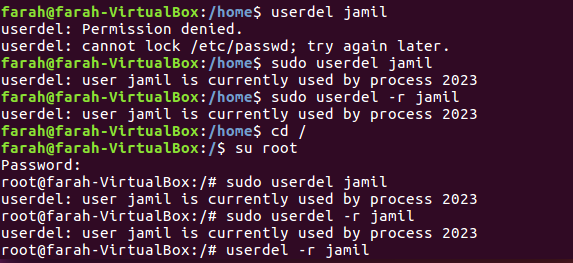 farah@farah-VirtualBox:/home$ userdel jamil
userdel: Permission denied.
userdel: cannot lock /etc/passwd; try again later.
farah@farah-VirtualBox:/home$ sudo userdel jamil
userdel: user jamil is currently used by process 2023
farah@farah-VirtualBox:/home$ sudo userdel -r jamil
userdel: user jamil is currently used by process 2023
farah@farah-VirtualBox:/home$ cd /
farah@farah-VirtualBox:/$ su root
Password:
root@farah-VirtualBox:/# sudo userdel jamil
userdel: user jamil is currently used by process 2023
root@farah-VirtualBox:/# sudo userdel -r jamil
userdel: user jamil is currently used by process 2023
root@farah-VirtualBox:/# userdel -r jamil